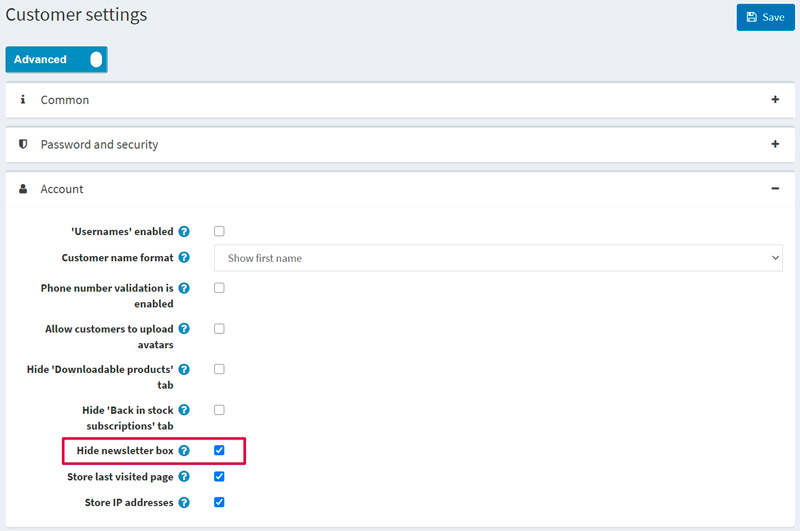 Customer settings
Save
Advanced
Common
Password and security
Account
'Usernames' enabled
Customer name format
Show first name
Phone number validation is
enabled
Allow customers to upload
avatars
Hide 'Downloadable products'
tab
Hide 'Back in stock
subscriptions' tab
Hide newsletter box
Store last visited page
Store IP addresses